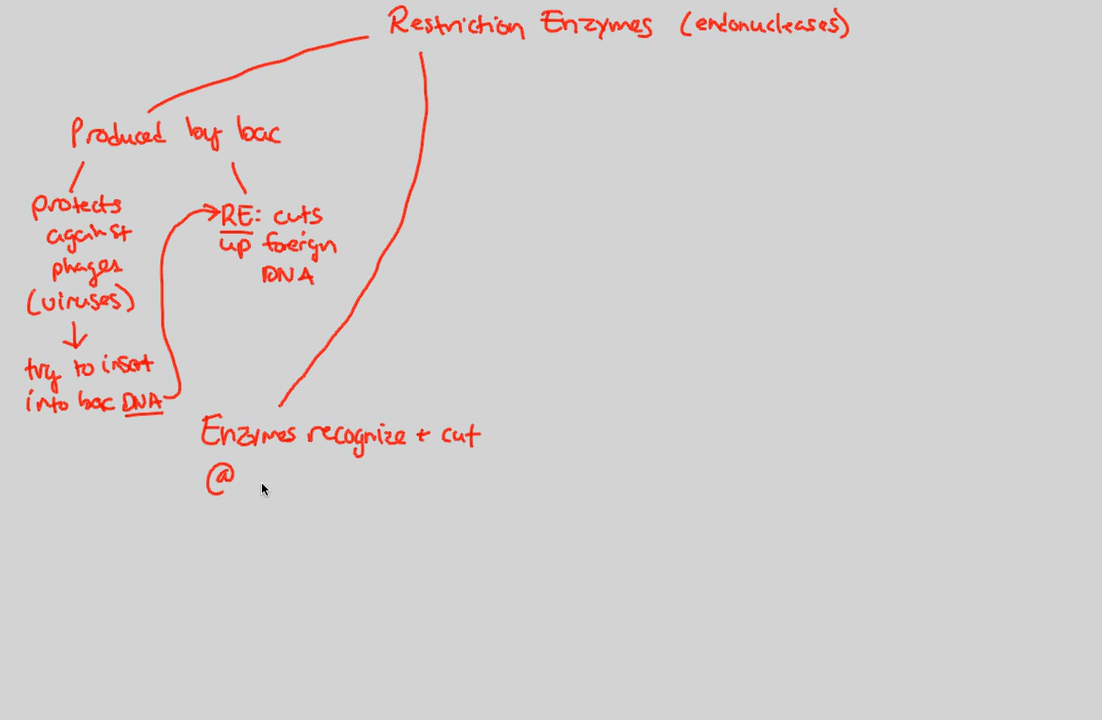 Restriction Enzymes (endonucleases)
Produced by bac
protects
against
phages
(viruses)
↓
try to insert
into bac DNA
RE: cuts
up foreign
DNA
Enzymes recognize + cut
@